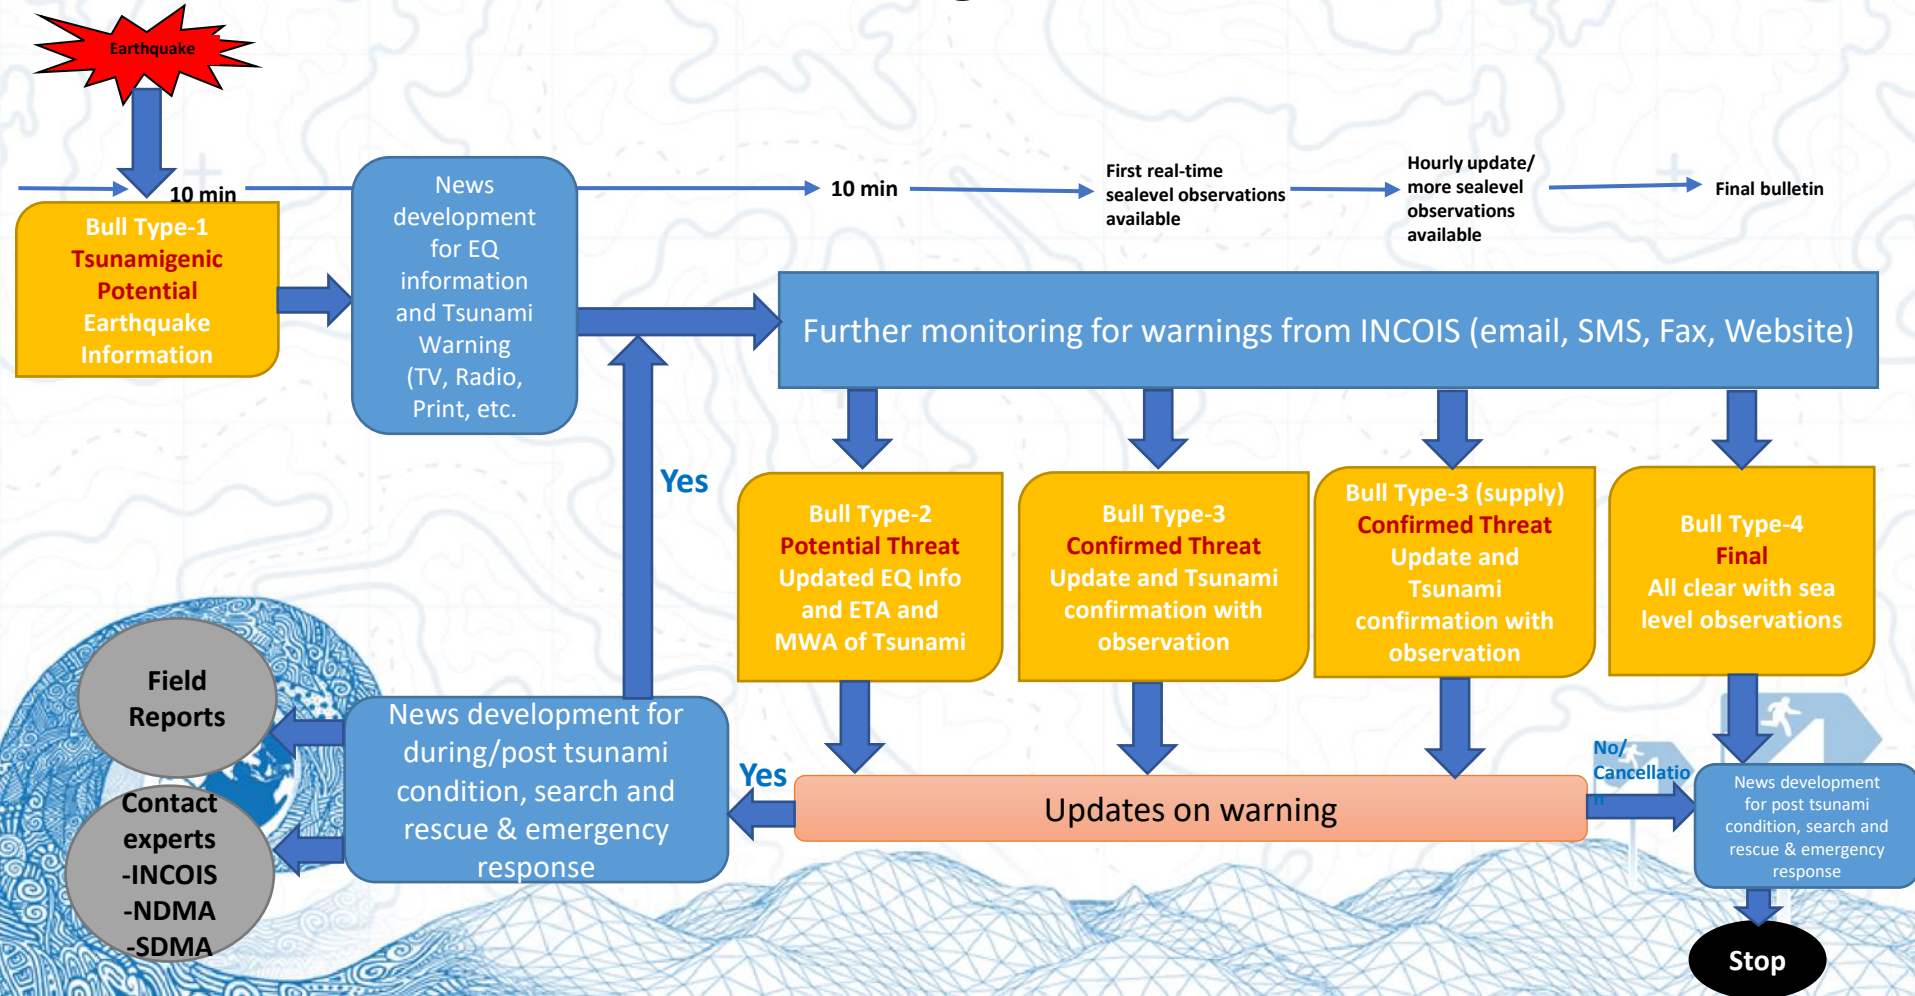 Earthquake
10 min
10 min
First real-time
sealevel observations
available
Hourly update/
more sealevel
observations
available
Final bulletin
Bull Type-1
Tsunamigenic
Potential
Earthquake
Information
News
development
for EQ
information
and Tsunami
Warning
(TV, Radio,
Print, etc.
Further monitoring for warnings from INCOIS (email, SMS, Fax, Website)
Yes
Bull Type-2
Potential Threat
Updated EQ Info
and ETA and
MWA of Tsunami
Bull Type-3
Confirmed Threat
Update and Tsunami
confirmation with
observation
Bull Type-3 (supply)
Confirmed Threat
Update and
Tsunami
confirmation with
observation
Bull Type-4
Final
All clear with sea
level observations
Field
Reports
Contact
experts
-INCOIS
-NDMA
-SDMA
News development for
during/post tsunami
condition, search and
rescue & emergency
response
Yes
Updates on warning
No/
Cancellatio
n
News development
for post tsunami
condition, search and
rescue & emergency
response
Stop